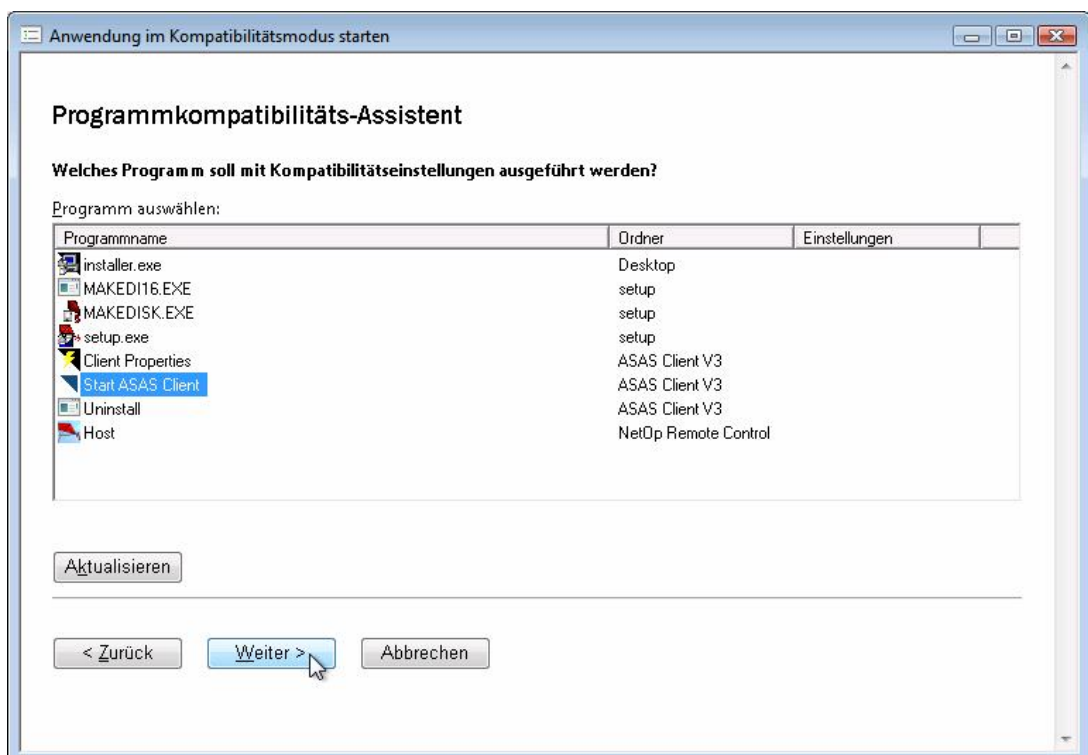 Anwendung im Kompatibilitätsmodus starten
Programmkompatibilitäts-Assistent
Welches Programm soll mit Kompatibilitätseinstellungen ausgeführt werden?
Programm auswählen:
Programmname Ordner Einstellungen
installer.exe Desktop
MAKEDI16.EXE setup
MAKEDISK.EXE setup
setup.exe setup
Client Properties ASAS Client V3
Start ASAS Client ASAS Client V3
Uninstall ASAS Client V3
Host NetOp Remote Control
Aktualisieren
< Zurück Weiter > Abbrechen